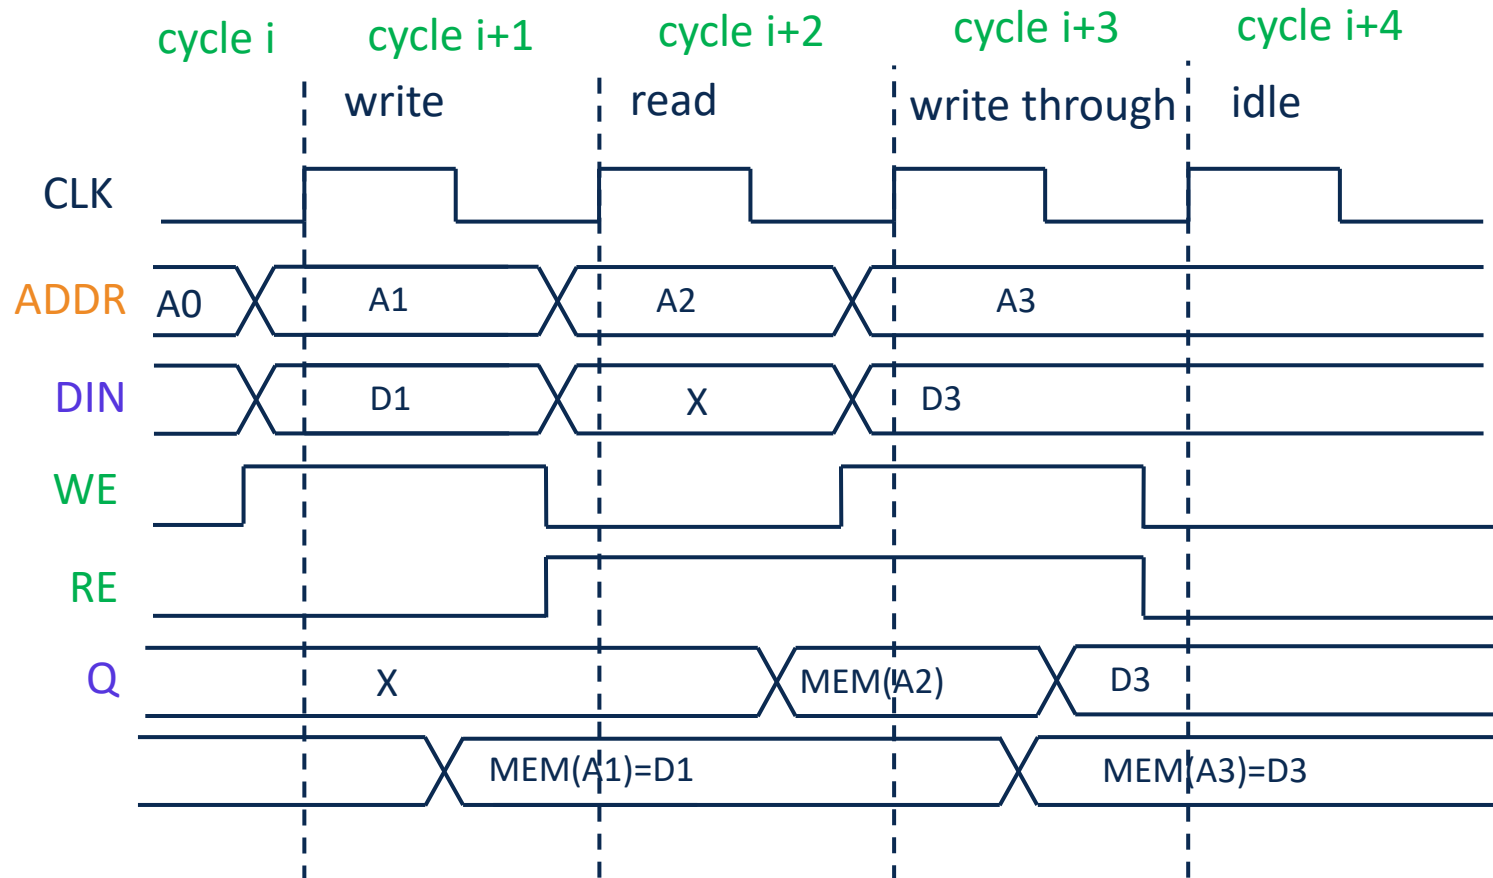 cycle i cycle i+1 cycle i+2 cycle i+3 cycle i+4
write read write through idle
CLK
ADDR A0 A1 A2 A3
DIN D1 X D3
WE
RE
Q X MEM(A2) D3
MEM(A1)=D1 MEM(A3)=D3